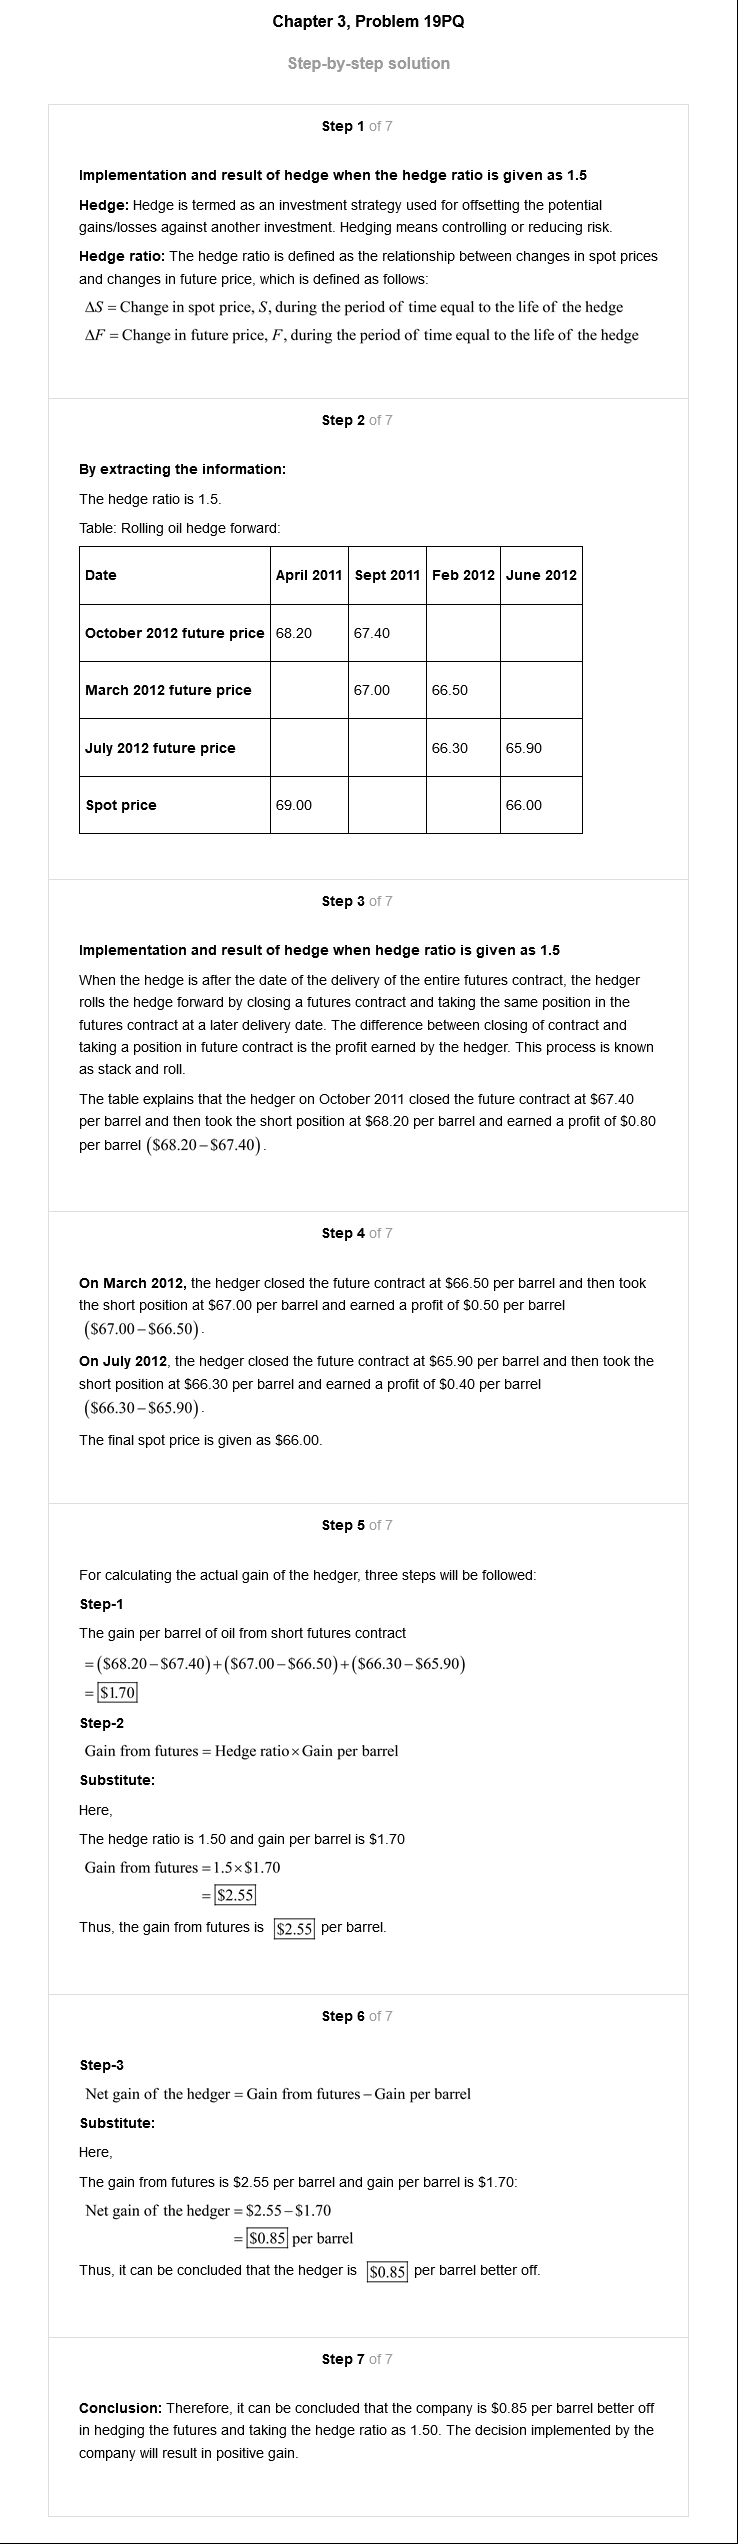 Chapter 3, Problem 19PQ
Step-by-step solution
Step 1 of 7
Implementation and result of hedge when the hedge ratio is given as 1.5
Hedge: Hedge is termed as an investment strategy used for offsetting the potential
gains/losses against another investment. Hedging means controlling or reducing risk.
Hedge ratio: The hedge ratio is defined as the relationship between changes in spot prices
and changes in future price, which is defined as follows:
ΔS = Change in spot price, S, during the period of time equal to the life of the hedge
ΔF = Change in future price, F, during the period of time equal to the life of the hedge
Step 2 of 7
By extracting the information:
The hedge ratio is 1.5.
Table: Rolling oil hedge forward:
Date April 2011 Sept 2011 Feb 2012 June 2012
October 2012 future price 68.20 67.40
March 2012 future price 67.00 66.50
July 2012 future price 66.30 65.90
Spot price 69.00 66.00
Step 3 of 7
Implementation and result of hedge when hedge ratio is given as 1.5
When the hedge is after the date of the delivery of the entire futures contract, the hedger
rolls the hedge forward by closing a futures contract and taking the same position in the
futures contract at a later delivery date. The difference between closing of contract and
taking a position in future contract is the profit earned by the hedger. This process is known
as stack and roll.
The table explains that the hedger on October 2011 closed the future contract at $67.40
per barrel and then took the short position at $68.20 per barrel and earned a profit of $0.80
per barrel ($68.20 – $67.40).
Step 4 of 7
On March 2012, the hedger closed the future contract at $66.50 per barrel and then took
the short position at $67.00 per barrel and earned a profit of $0.50 per barrel
($67.00 – $66.50).
On July 2012, the hedger closed the future contract at $65.90 per barrel and then took the
short position at $66.30 per barrel and earned a profit of $0.40 per barrel
($66.30 – $65.90).
The final spot price is given as $66.00.
Step 5 of 7
For calculating the actual gain of the hedger, three steps will be followed:
Step-1
The gain per barrel of oil from short futures contract
= ($68.20 – $67.40) + ($67.00 – $66.50) + ($66.30 – $65.90)
= $1.70
Step-2
Gain from futures = Hedge ratio × Gain per barrel
Substitute:
Here,
The hedge ratio is 1.50 and gain per barrel is $1.70
Gain from futures = 1.5 × $1.70
= $2.55
Thus, the gain from futures is $2.55 per barrel.
Step 6 of 7
Step-3
Net gain of the hedger = Gain from futures – Gain per barrel
Substitute:
Here,
The gain from futures is $2.55 per barrel and gain per barrel is $1.70:
Net gain of the hedger = $2.55 – $1.70
= $0.85 per barrel
Thus, it can be concluded that the hedger is $0.85 per barrel better off.
Step 7 of 7
Conclusion: Therefore, it can be concluded that the company is $0.85 per barrel better off
in hedging the futures and taking the hedge ratio as 1.50. The decision implemented by the
company will result in positive gain.